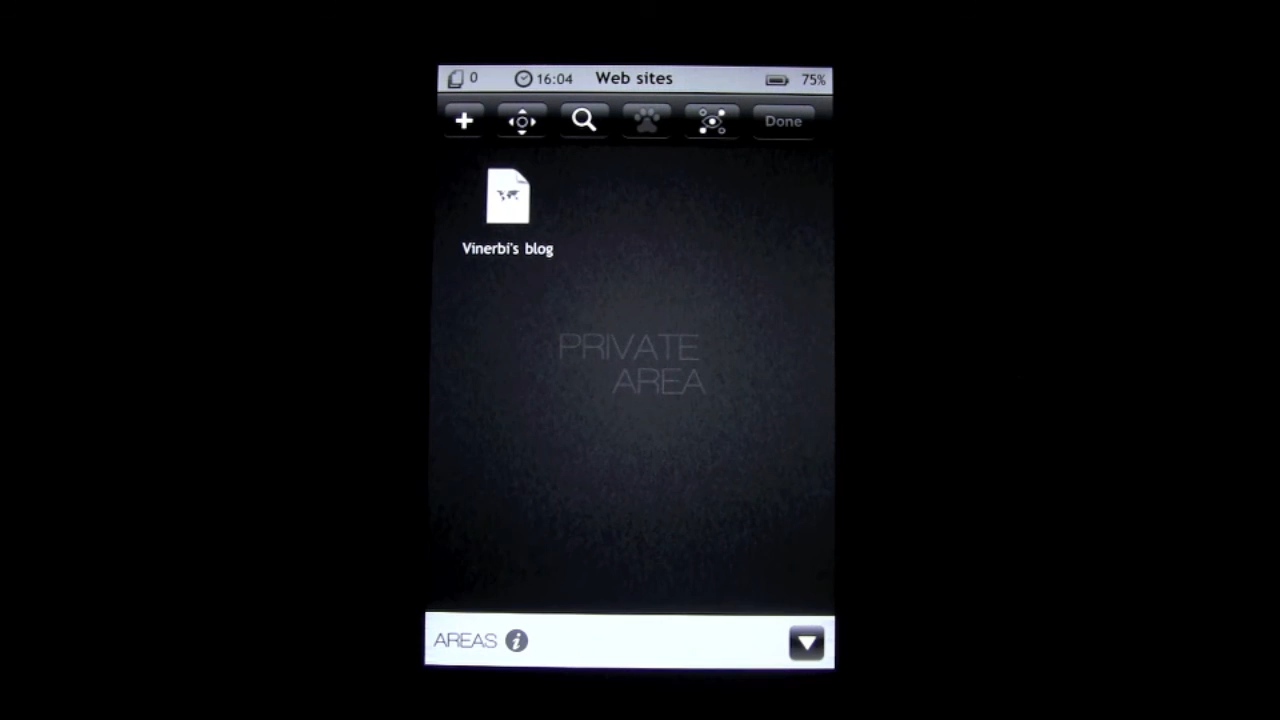 0 16:04 Web sites 75%
Done
Vinerbi's blog
PRIVATE
AREA
AREAS i